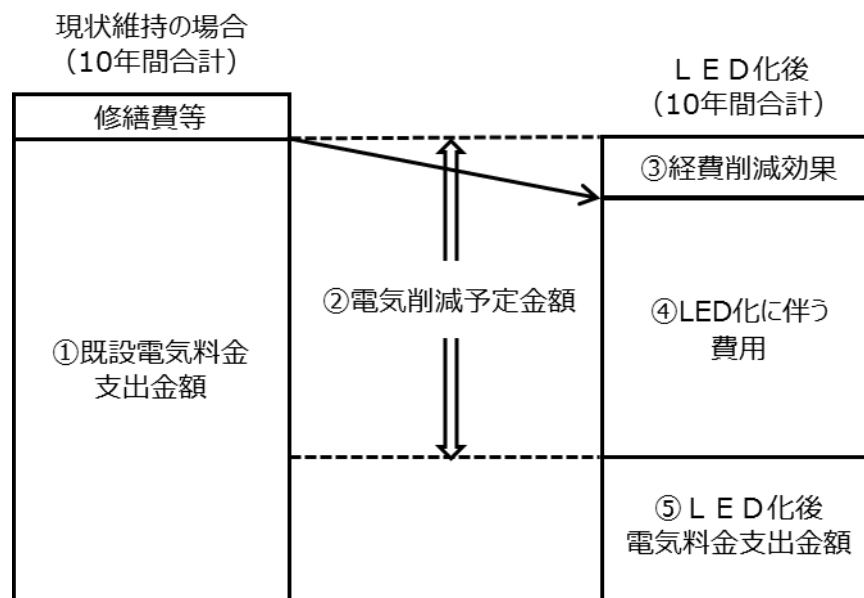 現状維持の場合
（10年間合計）
修繕費等
①既設電気料金
支出金額
②電気削減予定金額
ＬＥＤ化後
（10年間合計）
③経費削減効果
④LED化に伴う
費用
⑤ＬＥＤ化後
電気料金支出金額